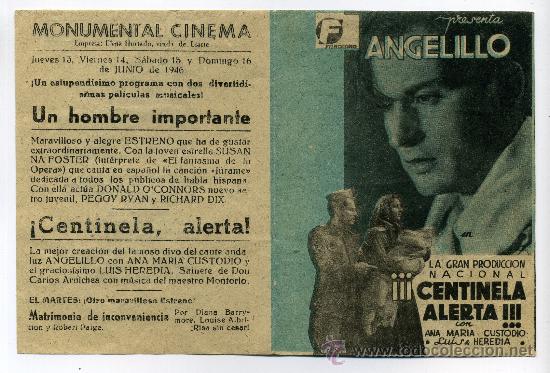 MONUMENTAL CINEMA
Empresa: Elena Hurtado, viuda de
Jueves 13, Viernes 14, Sábado 15 y Domingo 16
de JUNIO de 1946
¡Un estupendísimo programa con dos divertidí-
simas películas musicales!
Un hombre importante
Maravilloso y alegre ESTRENO que ha de gustar
extraordinariamente. Con la joven estrella SUSAN
NA FOSTER (intérprete de «El fantasma de la
Opera») que canta en español la canción «Júrame»
dedicada a todos los públicos de habla hispana
Con ella actúa DONALD O'CONNORS nuevo as-
tro juvenil, PEGGY RYAN y RICHARD DIX
¡Centinela, alerta!
La mejor creación del famoso divo del cante anda
luz ANGELILLO con ANA MARIA CUSTODIO y
el graciosísimo LUIS HEREDIA. Sainete de Don
Carlos Arniches con música del maestro Montorio.
EL MARTES: ¡Otro maravilloso Estreno!
Matrimonio de inconveniencia
Por Diana Barry-
more, Louise Albrit-
ton y Robert Paige.
¡Risa sin cesar!
F
FILMOFONO
presenta
ANGELILLO
en
LA GRAN PRODUCCION
NACIONAL
¡¡¡CENTINELA
ALERTA!!!
con
ANA MARIA CUSTODIO
Luis HEREDIA
todocoleccion.net